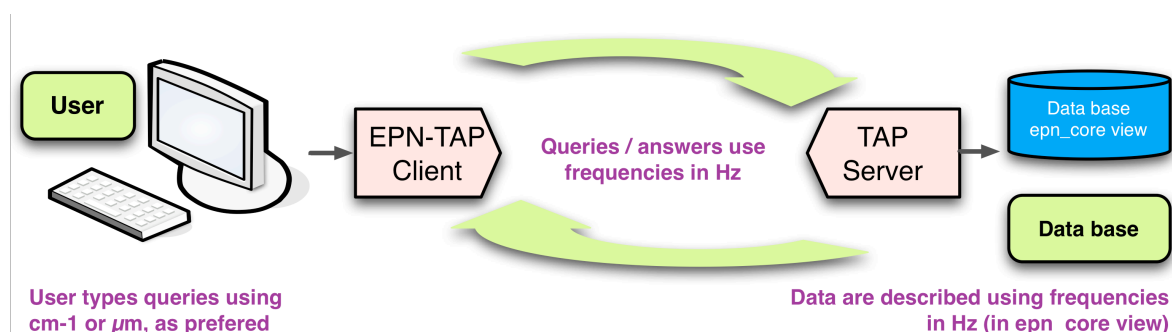 User
EPN-TAP
Client
Queries / answers use
frequencies in Hz
TAP
Server
Data base
epn_core view
Data base
User types queries using
cm-1 or µm, as preferred
Data are described using frequencies
in Hz (in epn_core view)